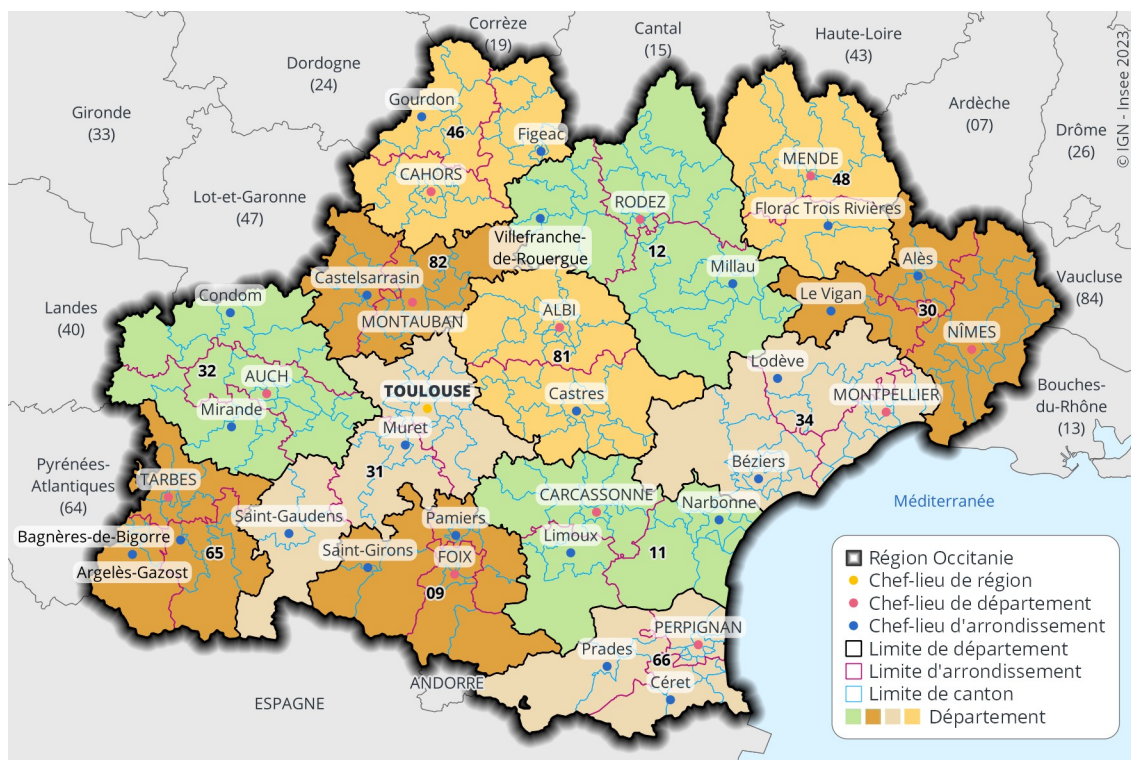 Corrèze
(19)
Cantal
(15)
Haute-Loire
(43)
Dordogne
(24)
Gironde
(33)
Ardèche
(07)
Drôme
(26)
© IGN - Insee 2023
Gourdon
46
Figeac
CAHORS
MENDE
48
Florac Trois Rivières
Lot-et-Garonne
(47)
RODEZ
12
Villefranche-
de-Rouergue
Millau
82
Castelsarrasin
MONTAUBAN
Alès
Le Vigan
30
NÎMES
Vaucluse
(84)
Landes
(40)
Condom
ALBI
81
Castres
32
AUCH
Mirande
TOULOUSE
Muret
31
Lodève
MONTPELLIER
34
Béziers
Bouches-
du-Rhône
(13)
Pyrénées-
Atlantiques
(64)
TARBES
Bagnères-de-Bigorre
Argelès-Gazost
65
Saint-Gaudens
Saint-Girons
Pamiers
FOIX
09
CARCASSONNE
Limoux
Narbonne
11
Méditerranée
PERPIGNAN
Prades
66
Céret
ANDORRE
ESPAGNE
Région Occitanie
Chef-lieu de région
Chef-lieu de département
Chef-lieu d'arrondissement
Limite de département
Limite d'arrondissement
Limite de canton
Département